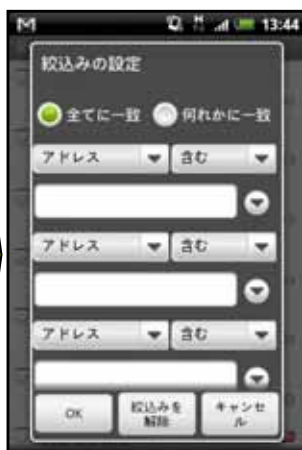 13:44
絞込みの設定
全てに一致 何れかに一致
アドレス 含む
アドレス 含む
アドレス 含む
OK 絞込みを 解除 キャンセ ル